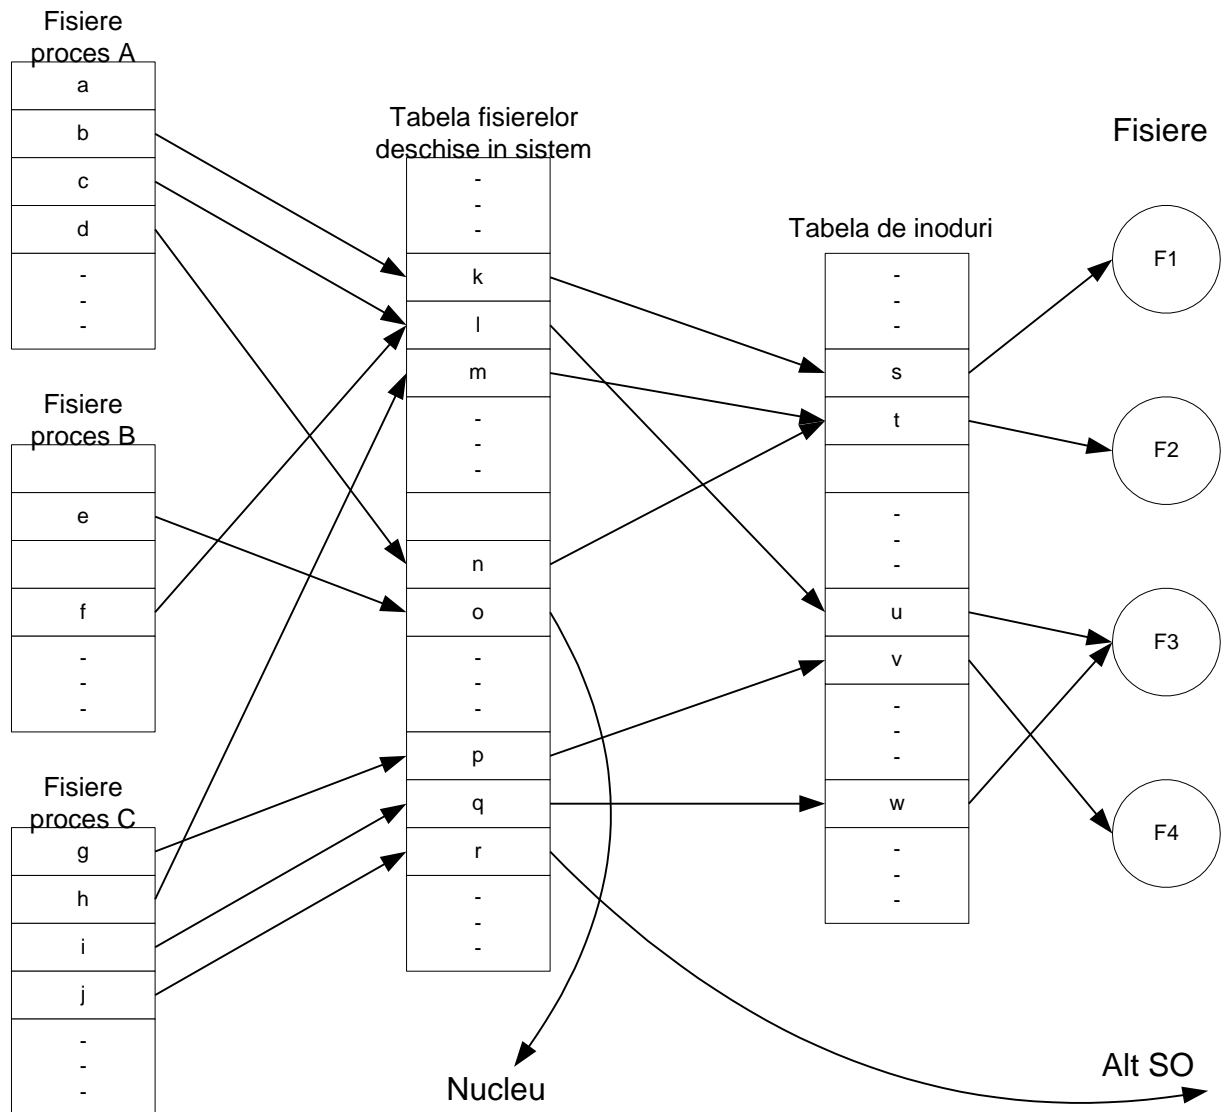 Fisiere
proces A
a
b
c
d
-
-
-
Fisiere
proces B
e
f
-
-
-
Fisiere
proces C
g
h
i
j
-
-
-
Tabela fisierelor
deschise in sistem
-
-
-
k
l
m
-
-
-
n
o
-
-
-
p
q
r
-
-
-
Nucleu
Tabela de inoduri
-
-
-
s
t
-
-
-
u
v
-
-
-
w
-
-
-
Fisiere
F1
F2
F3
F4
Alt SO